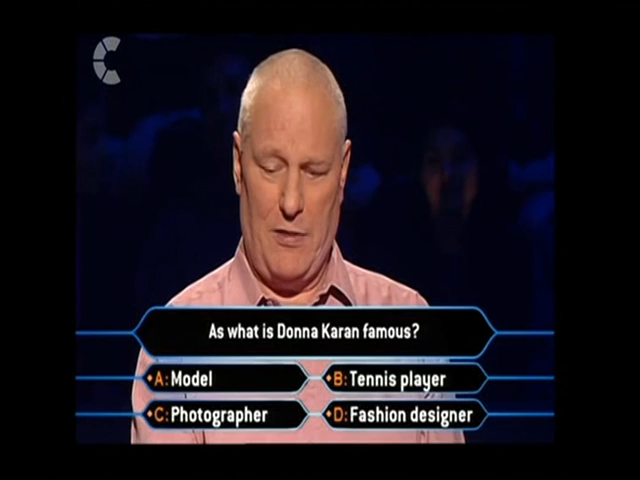 As what is Donna Karan famous?
A: Model
B: Tennis player
C: Photographer
D: Fashion designer